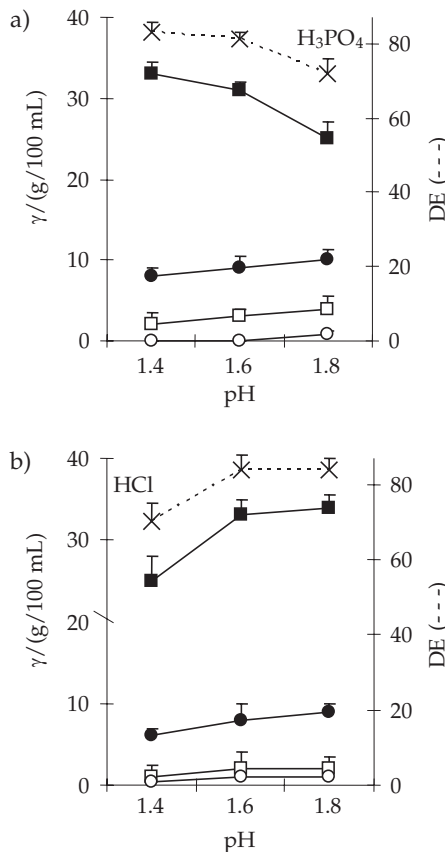 a)
H₃PO₄
γ/(g/100 mL)
40
30
20
10
0
DE (---)
80
60
40
20
0
1.4 1.6 1.8
pH
b)
HCl
γ/(g/100 mL)
40
30
20
10
0
DE (---)
80
60
40
20
0
1.4 1.6 1.8
pH